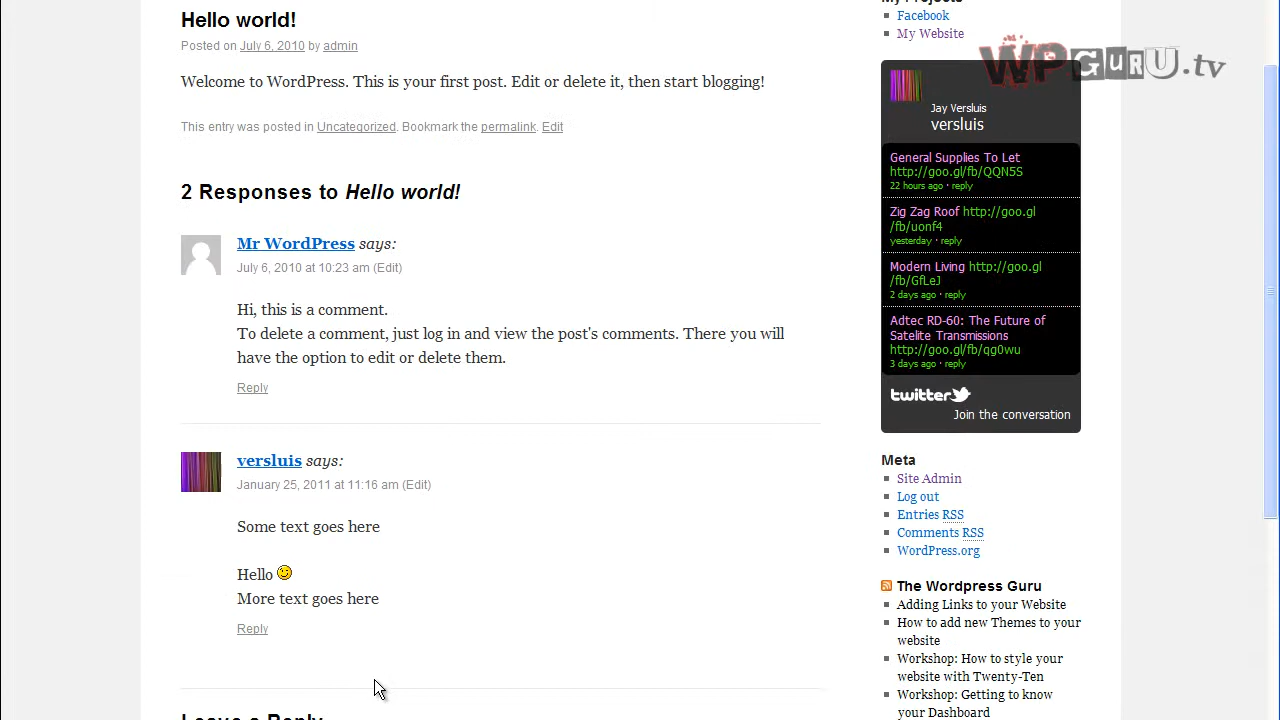 Hello world!
Posted on July 6, 2010 by admin
Welcome to WordPress. This is your first post. Edit or delete it, then start blogging!
This entry was posted in Uncategorized. Bookmark the permalink. Edit
2 Responses to Hello world!
Mr WordPress says:
July 6, 2010 at 10:23 am (Edit)
Hi, this is a comment.
To delete a comment, just log in and view the post's comments. There you will
have the option to edit or delete them.
Reply
versluis says:
January 25, 2011 at 11:16 am (Edit)
Some text goes here
Hello
More text goes here
Reply
Leave a Reply
My Projects
Facebook
My Website
WPGURU.tv
Jay Versluis
versluis
General Supplies To Let
http://goo.gl/fb/QQN5S
22 hours ago · reply
Zig Zag Roof http://goo.gl
/fb/uonf4
yesterday · reply
Modern Living http://goo.gl
/fb/GfLeJ
2 days ago · reply
Adtec RD-60: The Future of
Satelite Transmissions
http://goo.gl/fb/qg0wu
3 days ago · reply
twitter
Join the conversation
Meta
Site Admin
Log out
Entries RSS
Comments RSS
WordPress.org
The Wordpress Guru
Adding Links to your Website
How to add new Themes to your
website
Workshop: How to style your
website with Twenty-Ten
Workshop: Getting to know
your Dashboard